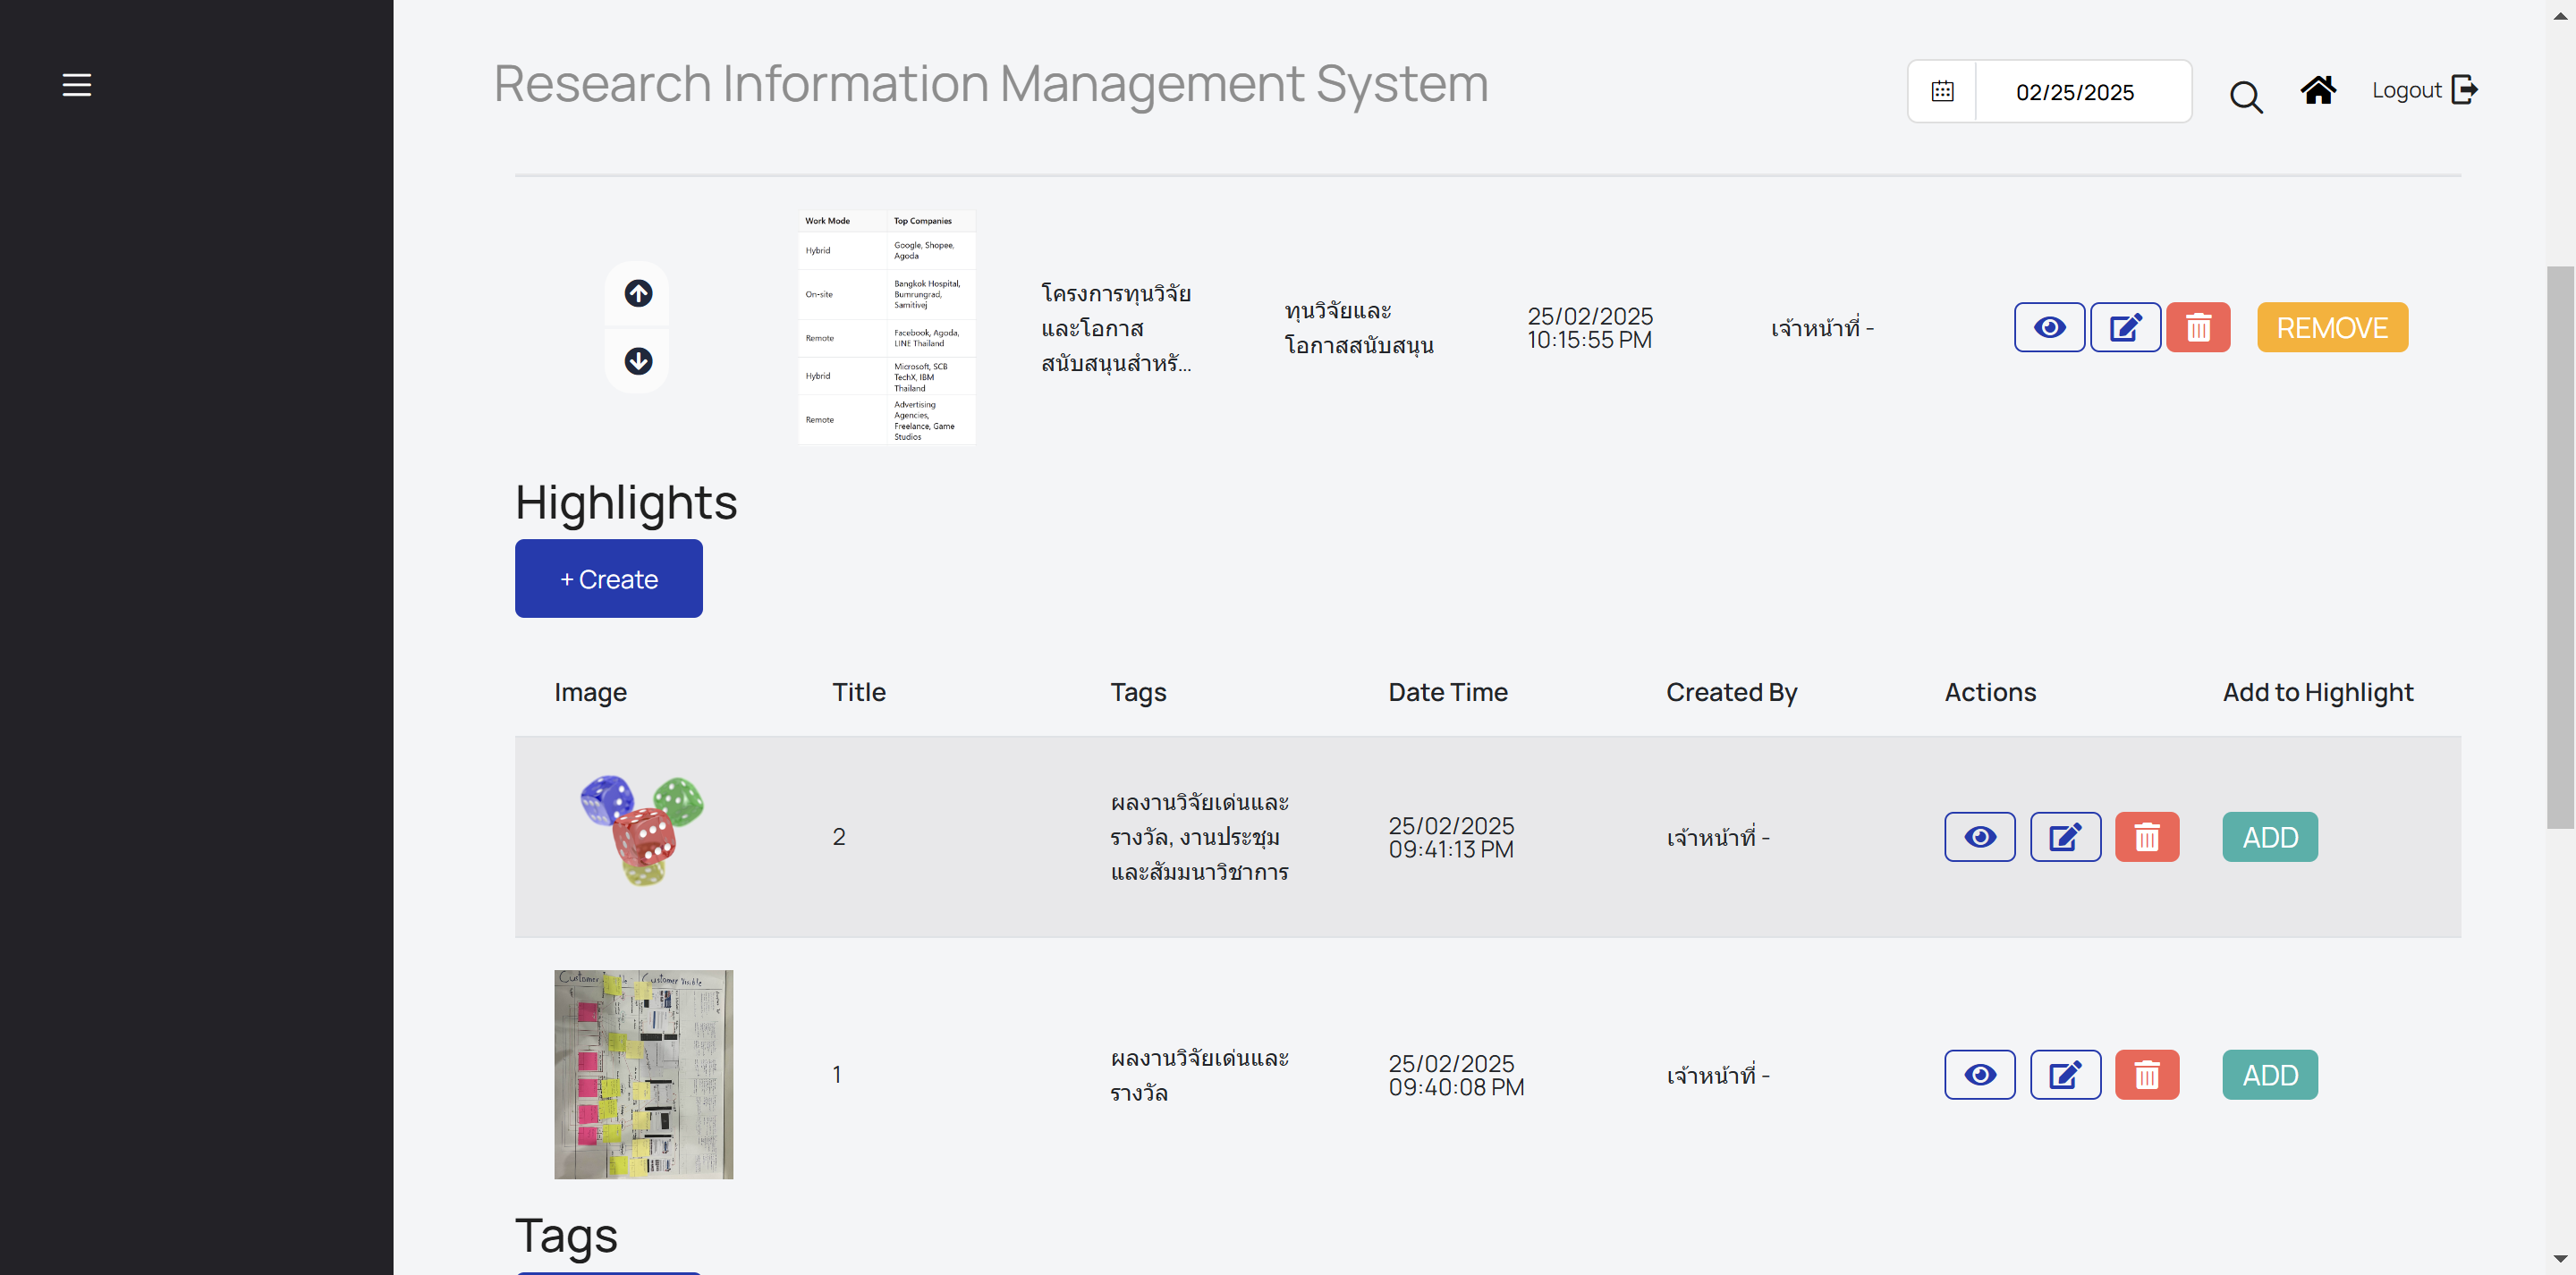 Research Information Management System
02/25/2025
Logout
Work Mode
Top Companies
Hybrid
Google, Shopee,
Agoda
On-site
Bangkok Hospital,
Bumrungrad,
Samitivej
Remote
Facebook, Agoda,
LINE Thailand
Hybrid
Microsoft, SCB
TechX, IBM
Thailand
Remote
Advertising
Agencies,
Freelance, Game
Studios
โครงการทุนวิจัย
และโอกาส
สนับสนุนสำหรั...
ทุนวิจัยและ
โอกาสสนับสนุน
25/02/2025
10:15:55 PM
เจ้าหน้าที่ -
REMOVE
Highlights
+ Create
Image
Title
Tags
Date Time
Created By
Actions
Add to Highlight
2
ผลงานวิจัยเด่นและ
รางวัล, งานประชุม
และสัมมนาวิชาการ
25/02/2025
09:41:13 PM
เจ้าหน้าที่ -
ADD
Customer
Customer
1
ผลงานวิจัยเด่นและ
รางวัล
25/02/2025
09:40:08 PM
เจ้าหน้าที่ -
ADD
Tags